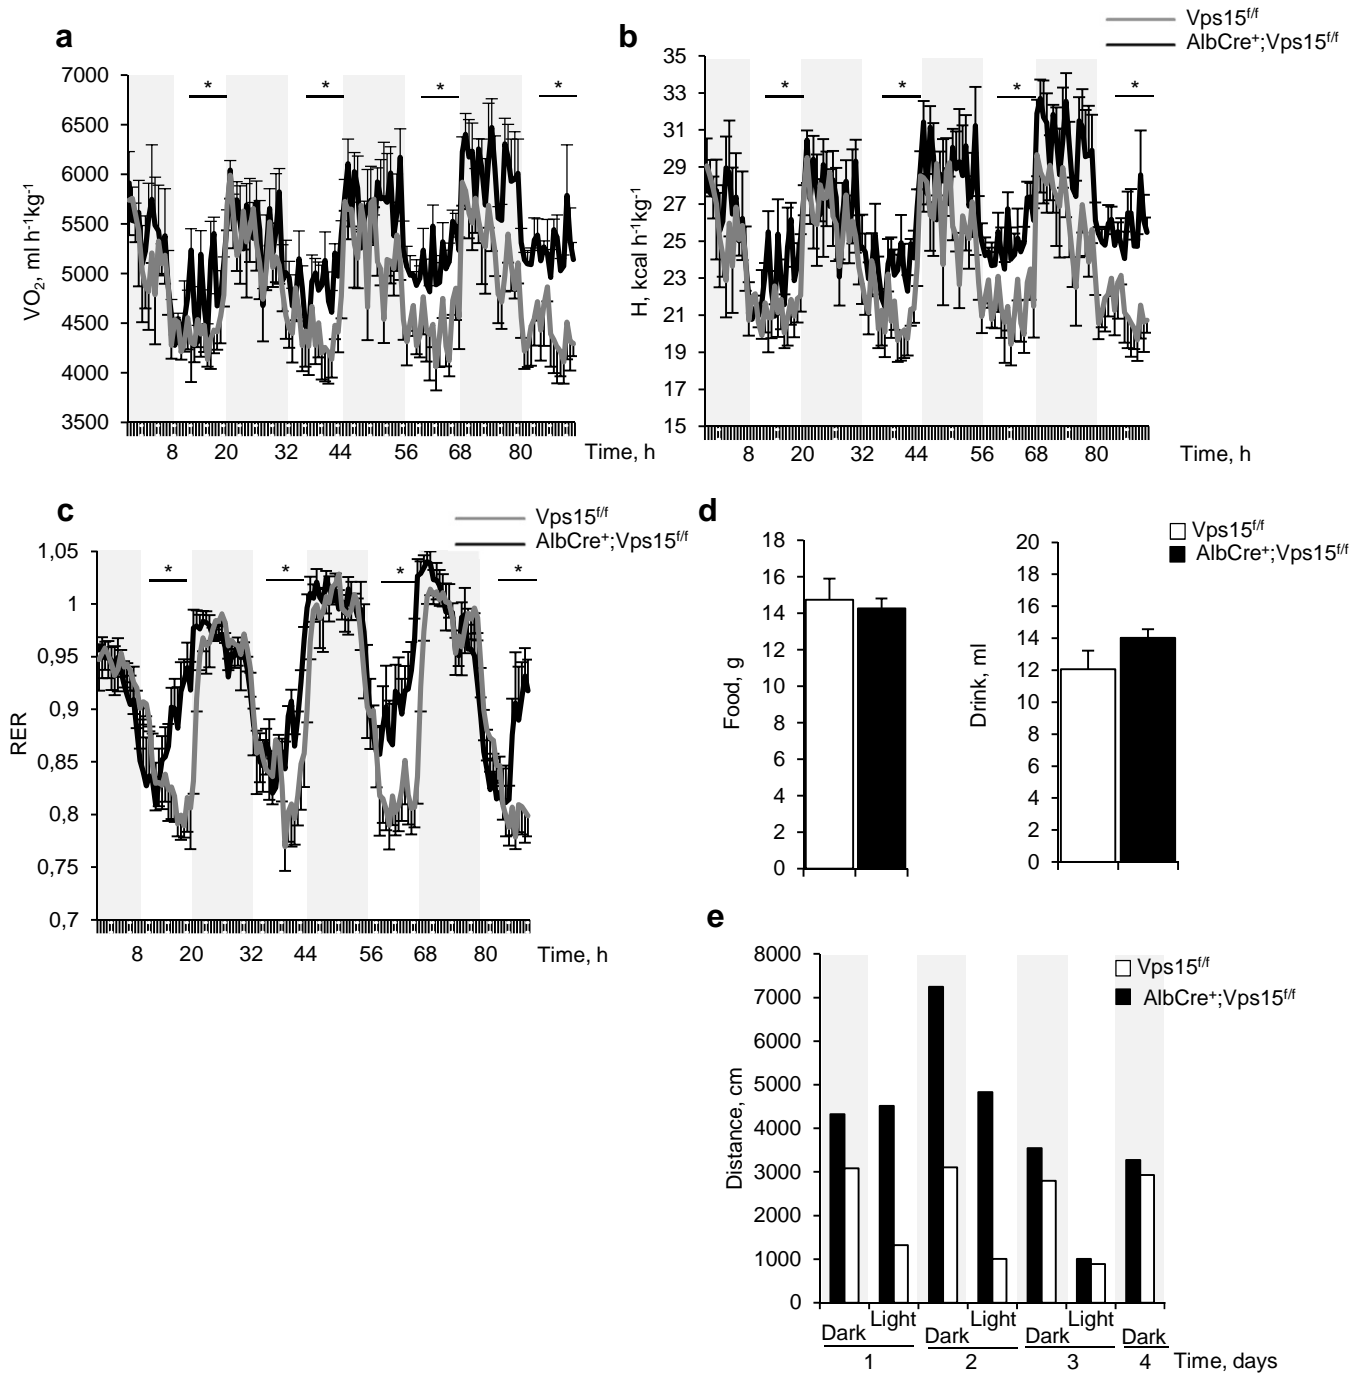 a
7000
6500
6000
5500
5000
4500
4000
3500
VO2, ml h-1kg-1
* * * *
8 20 32 44 56 68 80 Time, h
b
Vps15f/f
AlbCre+;Vps15f/f
35
33
31
29
27
25
23
21
19
17
15
H, kcal h-1kg-1
* * * *
8 20 32 44 56 68 80 Time, h
c
Vps15f/f
AlbCre+;Vps15f/f
1,05
1
0,95
0,9
0,85
0,8
0,75
0,7
RER
* * * *
8 20 32 44 56 68 80 Time, h
d
18
16
14
12
10
8
6
4
2
0
Food, g
20
18
16
14
12
10
8
6
4
2
0
Drink, ml
Vps15f/f
AlbCre+;Vps15f/f
e
8000
7000
6000
5000
4000
3000
2000
1000
0
Distance, cm
Vps15f/f
AlbCre+;Vps15f/f
Dark Light Dark Light Dark Light Dark
1 2 3 4 Time, days